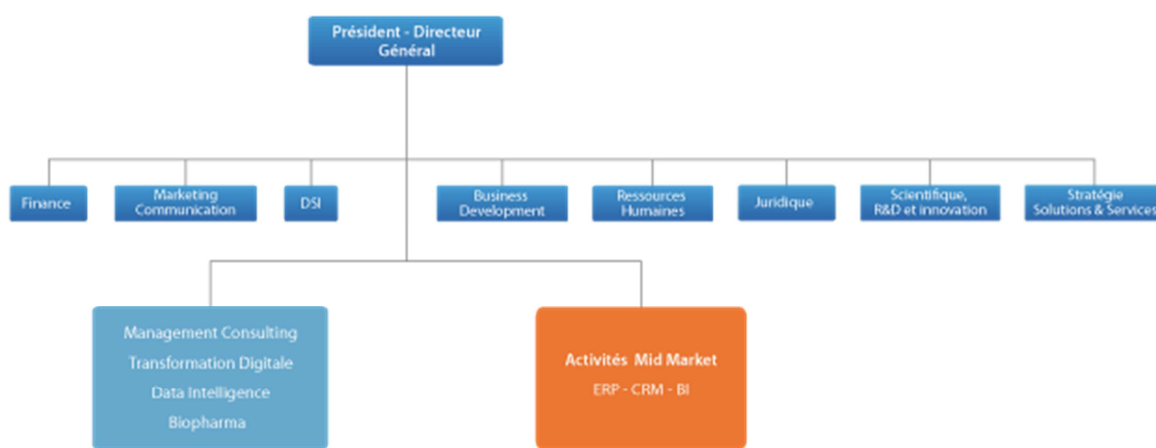 Président - Directeur
Général
Finance
Marketing
Communication
DSI
Business
Development
Ressources
Humaines
Juridique
Scientifique,
R&D et innovation
Stratégie
Solutions & Services
Management Consulting
Transformation Digitale
Data Intelligence
Biopharma
Activités Mid Market
ERP - CRM - BI